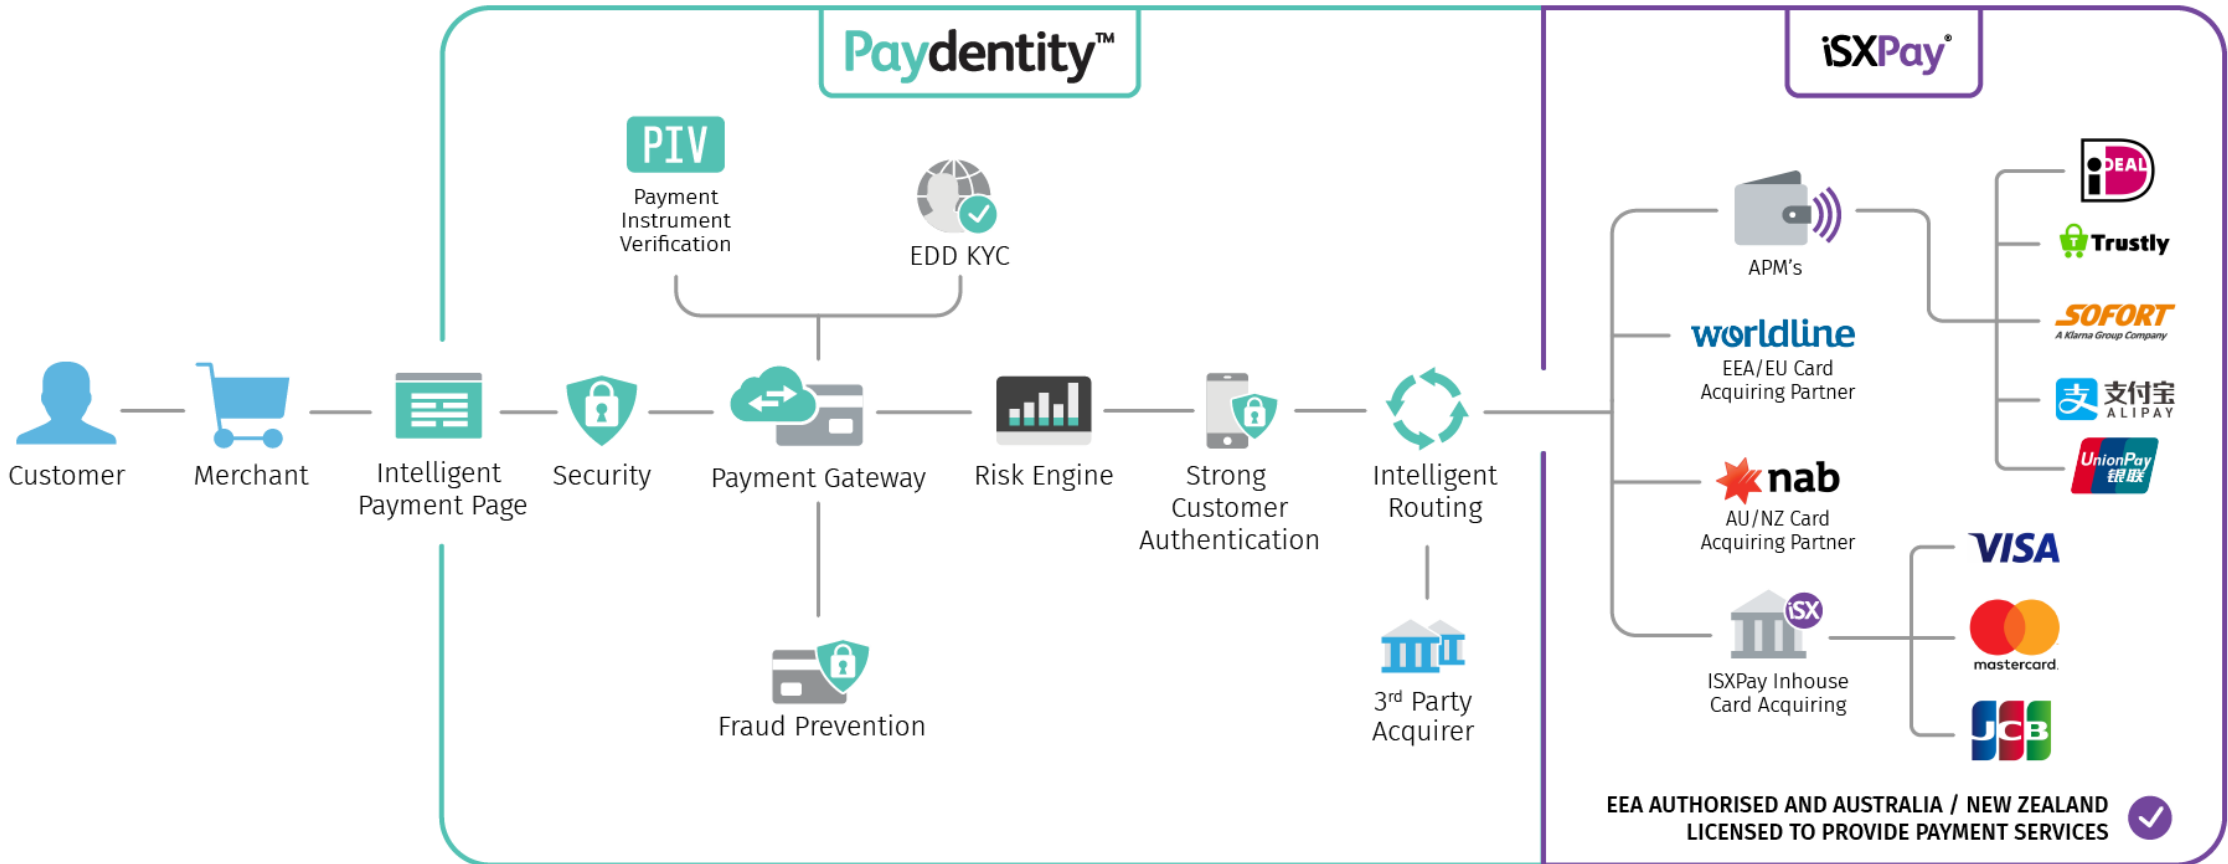 Paydentity™
iSXPay®
PIV
Payment
Instrument
Verification
EDD KYC
Customer
Merchant
Intelligent
Payment Page
Security
Payment Gateway
Risk Engine
Strong
Customer
Authentication
Intelligent
Routing
Fraud Prevention
3rd Party
Acquirer
APM's
worldline
EEA/EU Card
Acquiring Partner
nab
AU/NZ Card
Acquiring Partner
iSX
ISXPay Inhouse
Card Acquiring
iDEAL
T Trustly
SOFORT
A Klarna Group Company
支 支付宝
ALIPAY
UnionPay
银联
VISA
mastercard.
JCB
EEA AUTHORISED AND AUSTRALIA / NEW ZEALAND
LICENSED TO PROVIDE PAYMENT SERVICES